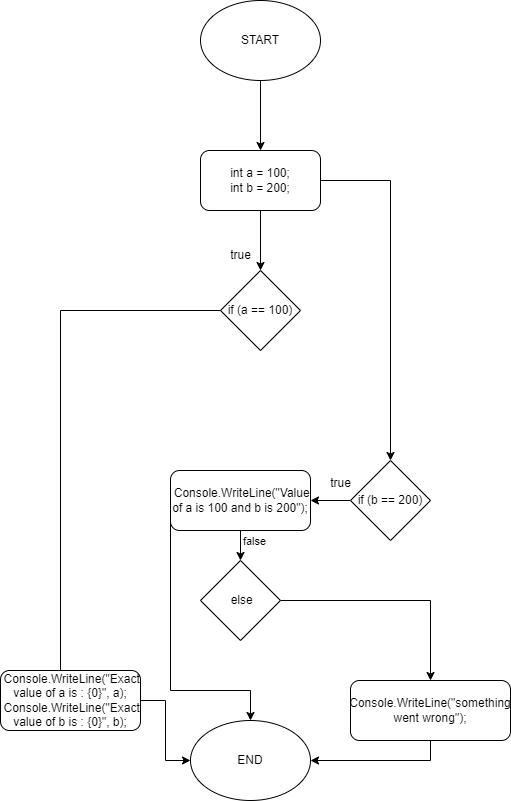 START
int a = 100;
int b = 200;
true
if (a == 100)
true
Console.WriteLine("Value
of a is 100 and b is 200");
if (b == 200)
false
else
Console.WriteLine("Exact
value of a is : {0}", a);
Console.WriteLine("Exact
value of b is : {0}", b);
Console.WriteLine("something
went wrong");
END